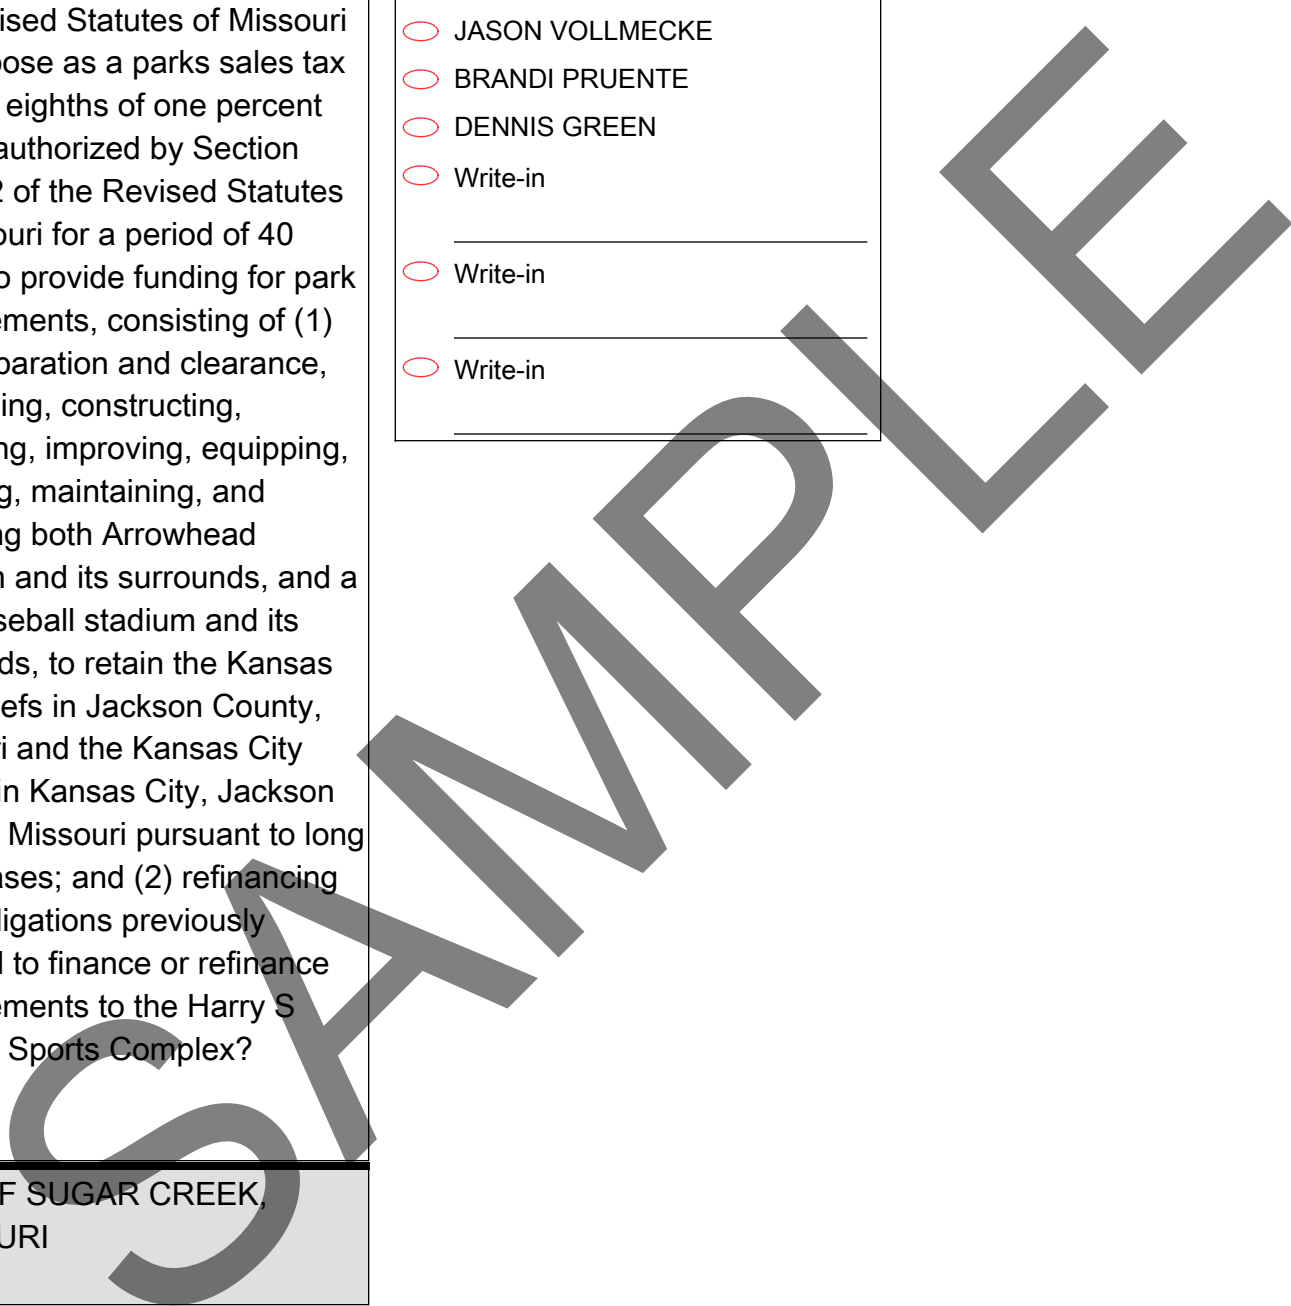 ised Statutes of Missouri
ose as a parks sales tax
eighths of one percent
authorized by Section
2 of the Revised Statutes
ouri for a period of 40
o provide funding for park
ements, consisting of (1)
paration and clearance,
ing, constructing,
ng, improving, equipping,
g, maintaining, and
ng both Arrowhead
n and its surrounds, and a
seball stadium and its
ds, to retain the Kansas
efs in Jackson County,
ri and the Kansas City
in Kansas City, Jackson
Missouri pursuant to long
ases; and (2) refinancing
ligations previously
d to finance or refinance
ements to the Harry S
Sports Complex?
F SUGAR CREEK,
URI
JASON VOLLMECKE
BRANDI PRUENTE
DENNIS GREEN
Write-in
Write-in
Write-in
SAMPLE